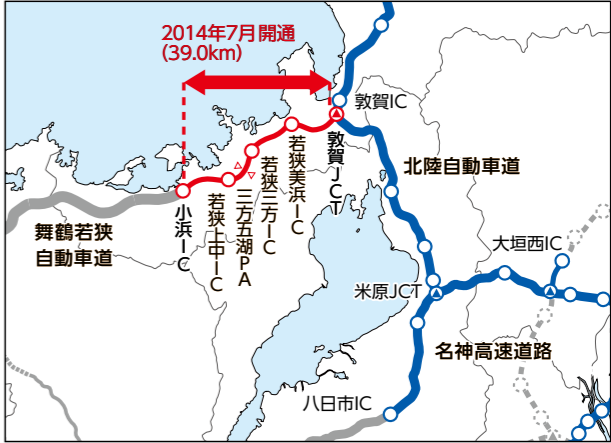 2014年7月開通
(39.0km)
敦賀IC
敦賀JCT
北陸自動車道
若狭美浜IC
若狭三方IC
三方五湖PA
若狭上中IC
小浜IC
舞鶴若狭
自動車道
大垣西IC
米原JCT
名神高速道路
八日市IC